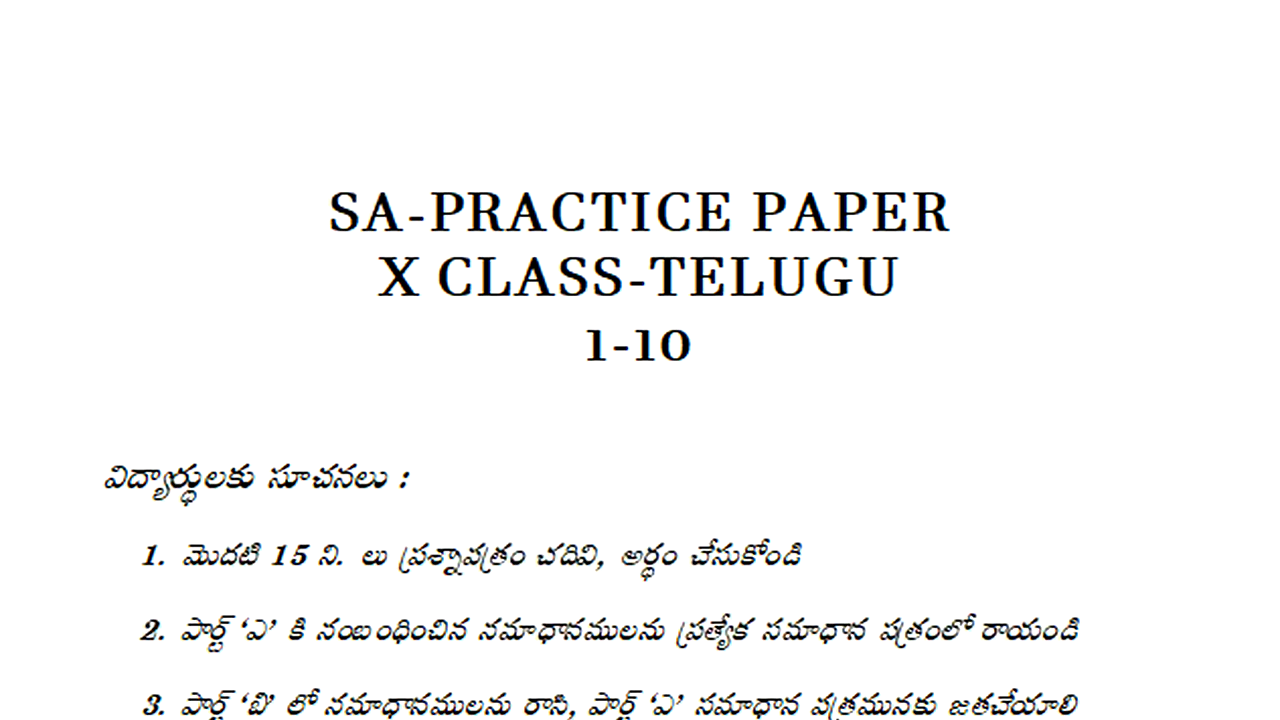 SA-PRACTICE PAPER
X CLASS-TELUGU
1-10
విద్యార్థులకు సూచనలు :
1. మొదటి 15 ని. లు ప్రశ్నాపత్రం చదివి, అర్థం చేసుకోండి
2. పార్ట్ ‘ఎ’ కి సంబంధించిన సమాధానములను ప్రత్యేక సమాధాన పత్రంలో రాయండి
3. పార్ట్ ‘బి’ లో సమాధానములను రాసి, పార్ట్ ‘ఎ’ సమాధాన పత్రమునకు జతచేయాలి